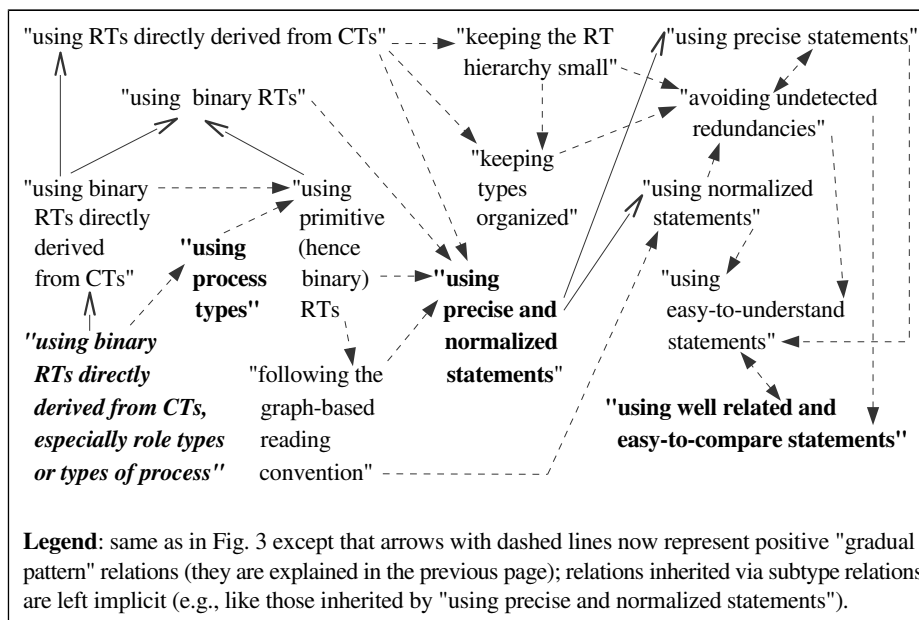 "using RTs directly derived from CTs"
"keeping the RT
hierarchy small"
"using precise statements"
"using binary RTs"
"avoiding undetected
redundancies"
"keeping
types
organized"
"using binary
RTs directly
derived
from CTs"
"using
process
types"
"using
primitive
(hence
binary)
RTs
"using normalized
statements"
"using
precise and
normalized
statements"
"using
easy-to-understand
statements"
"using binary
RTs directly
derived from CTs,
especially role types
or types of process"
"following the
graph-based
reading
convention"
"using well related and
easy-to-compare statements"
Legend: same as in Fig. 3 except that arrows with dashed lines now represent positive "gradual
pattern" relations (they are explained in the previous page); relations inherited via subtype relations
are left implicit (e.g., like those inherited by "using precise and normalized statements").